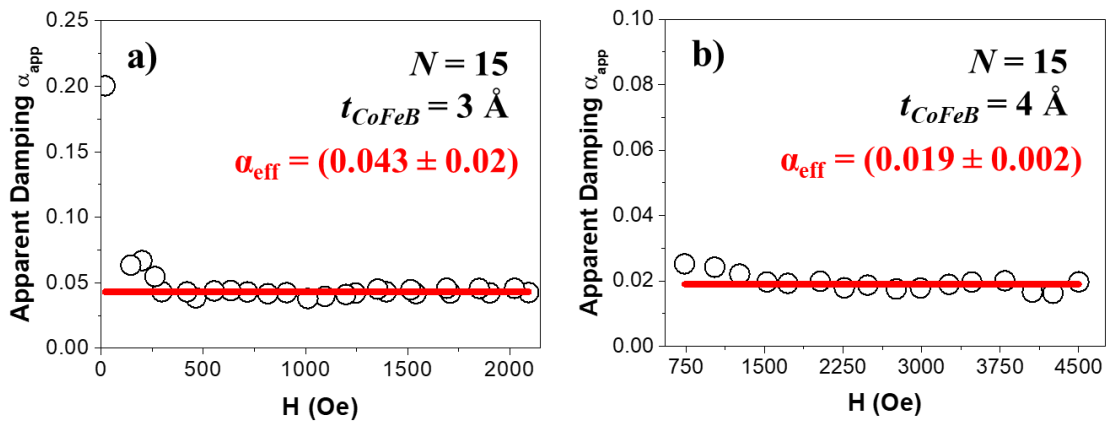 a)
N = 15
t_CoFeB = 3 Å
α_eff = (0.043 ± 0.02)
Apparent Damping α_app
0.25
0.20
0.15
0.10
0.05
0.00
0 500 1000 1500 2000
H (Oe)
b)
N = 15
t_CoFeB = 4 Å
α_eff = (0.019 ± 0.002)
Apparent Damping α_app
0.10
0.08
0.06
0.04
0.02
0.00
750 1500 2250 3000 3750 4500
H (Oe)